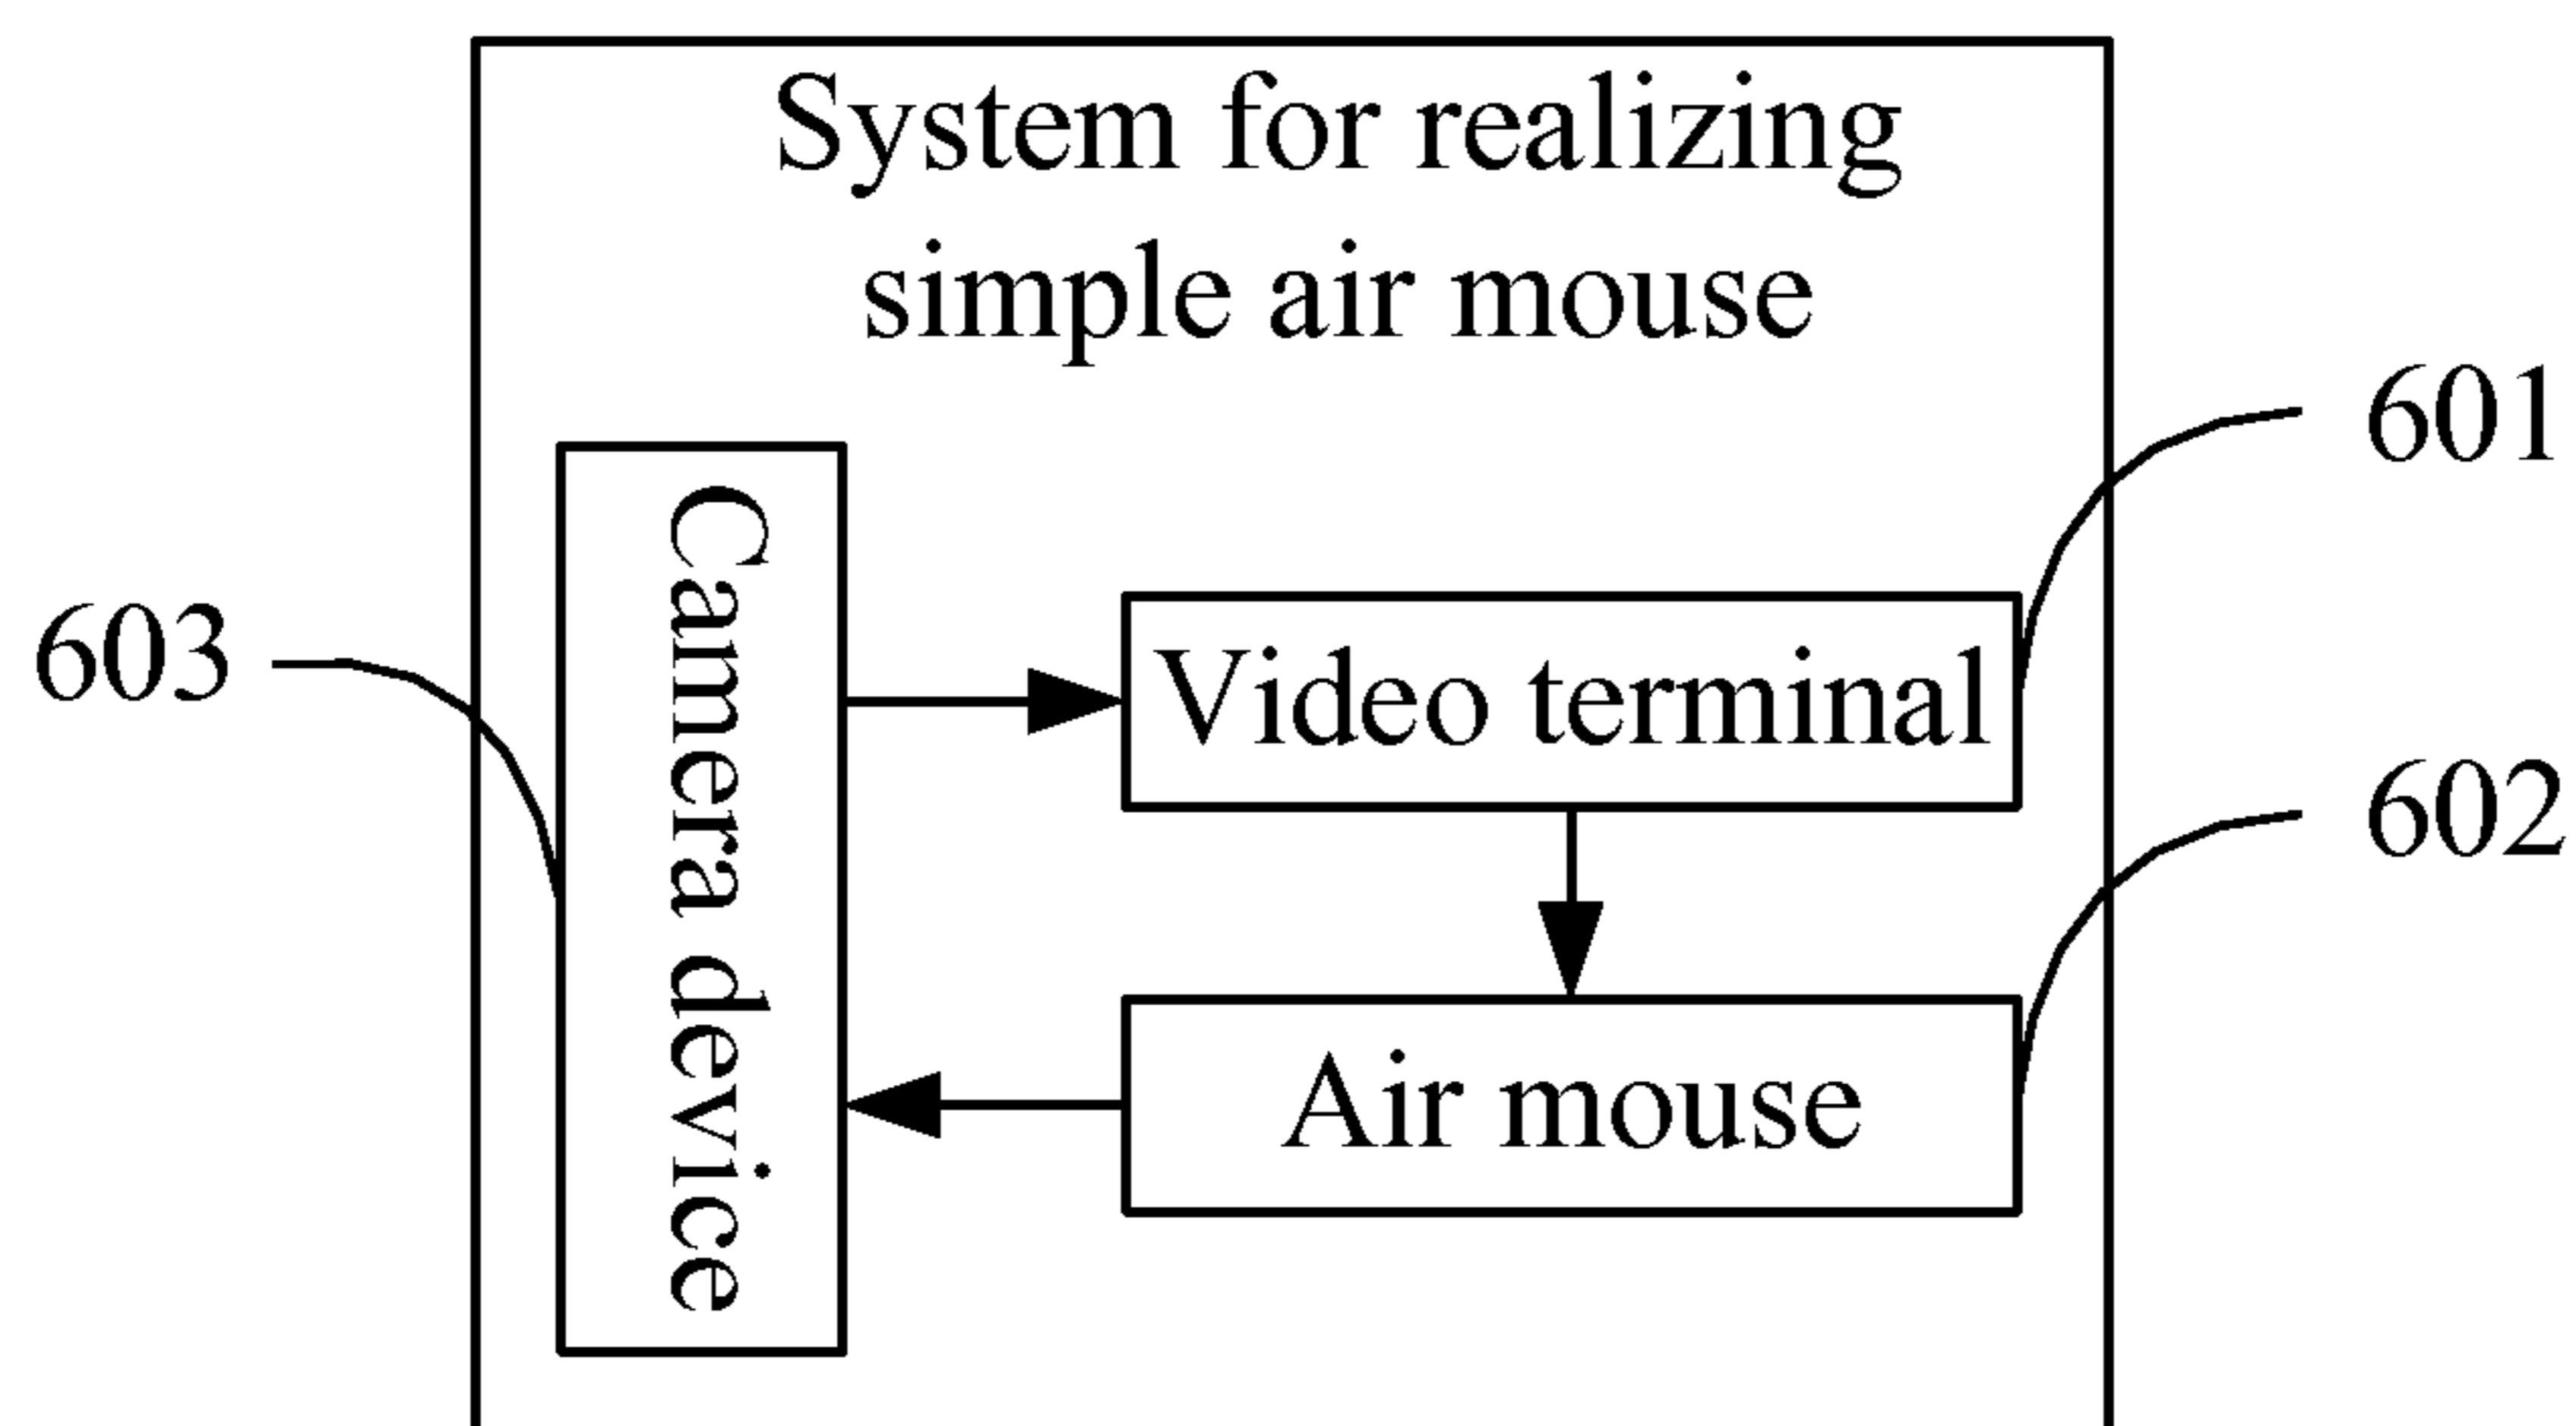 System for realizing
simple air mouse
601
603
Camera device
Video terminal
602
Air mouse